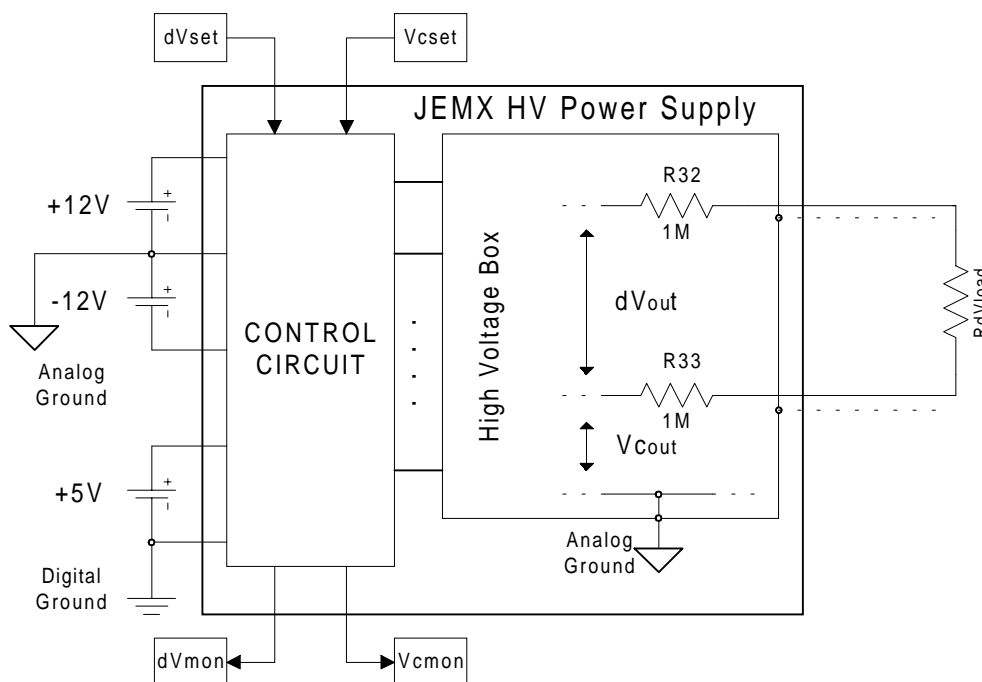 dVset
Vcset
JEMX HV Power Supply
R32
1M
+
+12V
-
-12V
+
-
Analog
Ground
CONTROL
CIRCUIT
High Voltage Box
dVout
R33
1M
Vcout
RdVload
+
+5V
-
Digital
Ground
Analog
Ground
dVmon
Vcmon